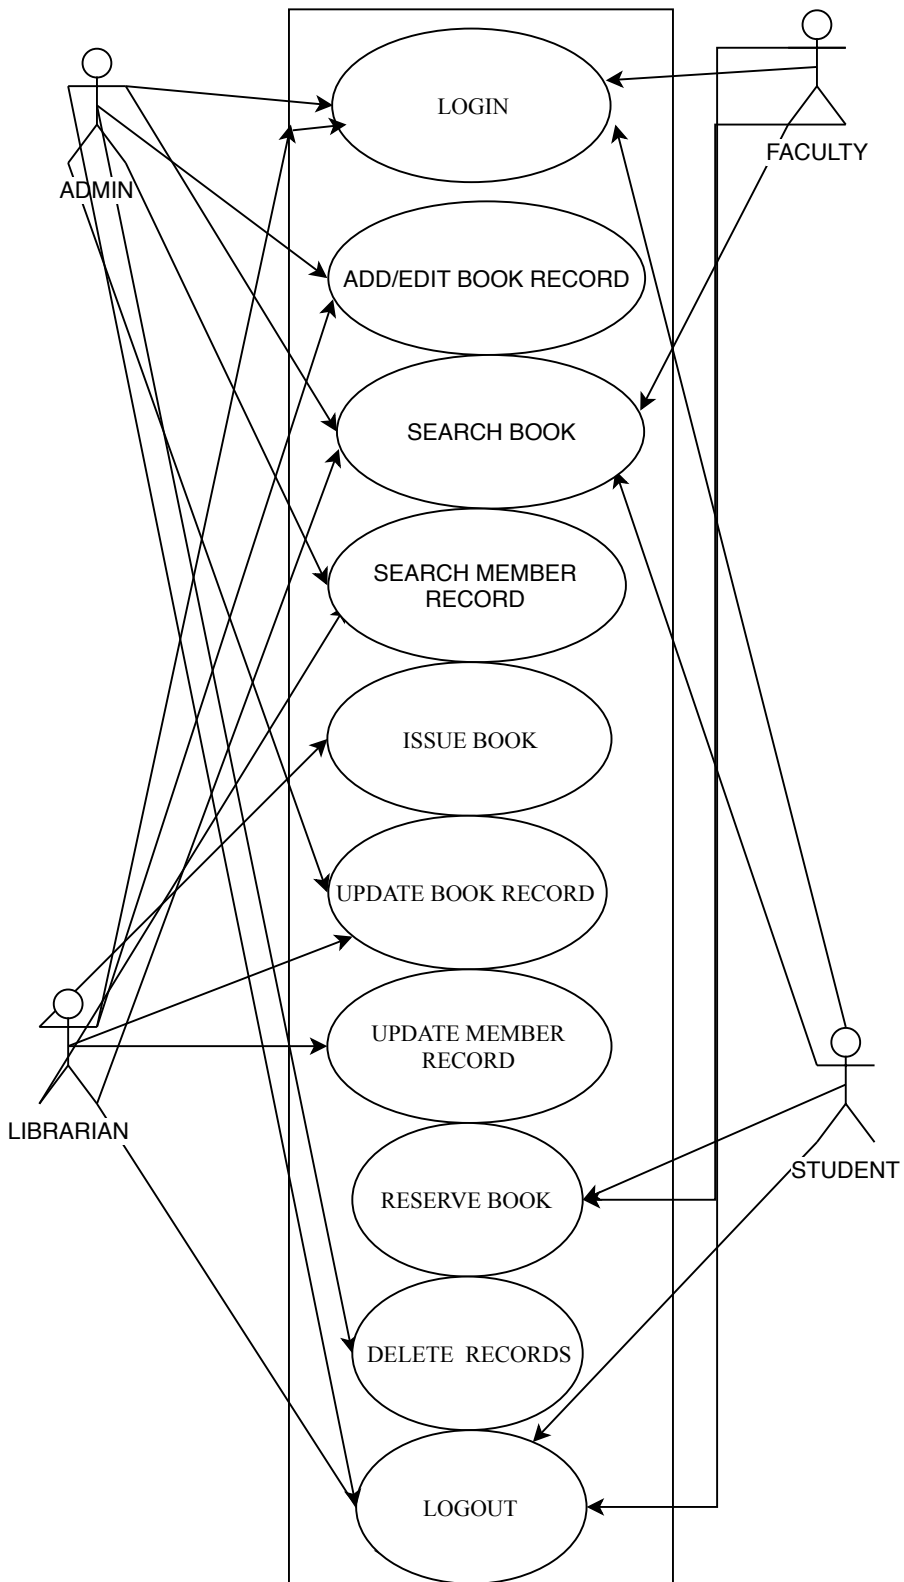 LOGIN
ADMIN
FACULTY
ADD/EDIT BOOK RECORD
SEARCH BOOK
SEARCH MEMBER
RECORD
ISSUE BOOK
UPDATE BOOK RECORD
UPDATE MEMBER
RECORD
LIBRARIAN
STUDENT
RESERVE BOOK
DELETE RECORDS
LOGOUT